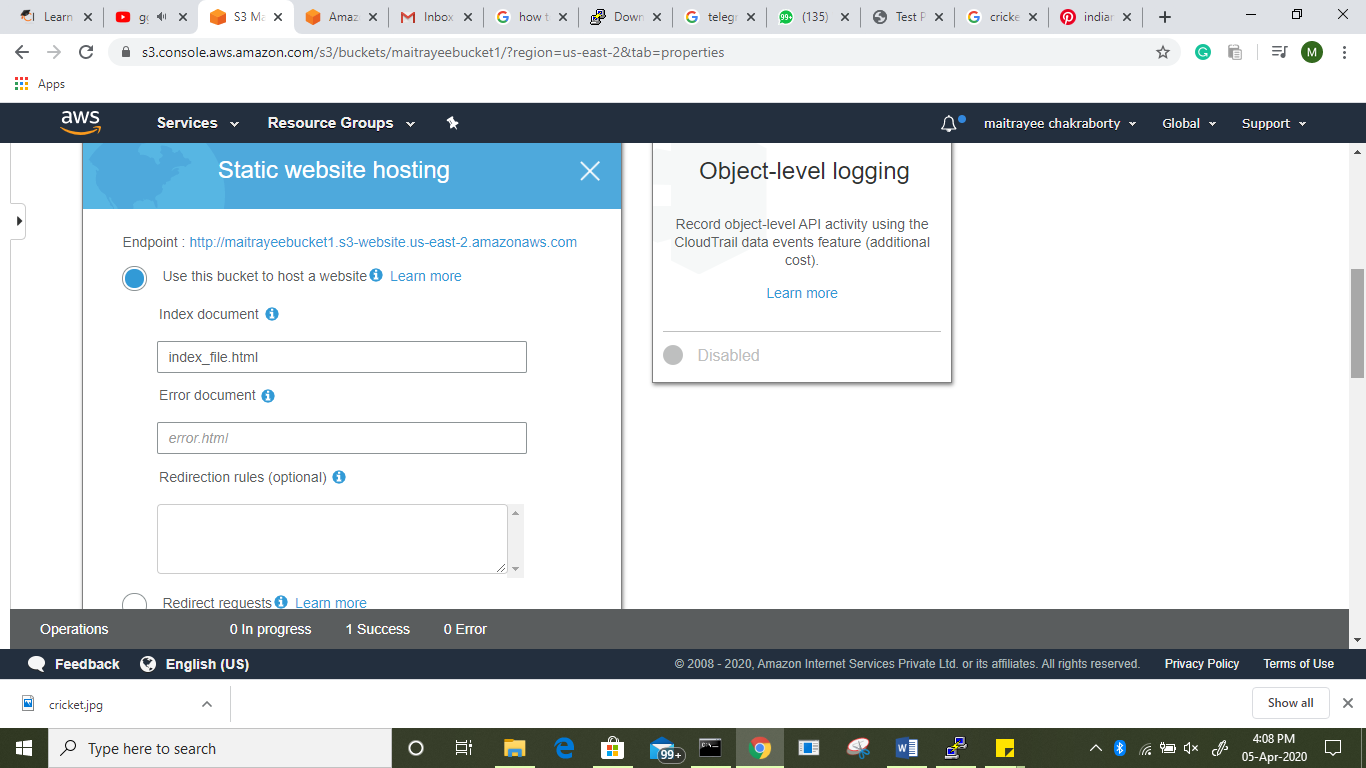 Learn
gg
S3 Ma
Amaz
Inbox
how t
Down
telegr
99+
(135)
Test P
cricke
indiar
s3.console.aws.amazon.com/s3/buckets/maitrayeebucket1/?region=us-east-2&tab=properties
M
Apps
aws
Services
Resource Groups
maitrayee chakraborty
Global
Support
Static website hosting
Endpoint : http://maitrayeebucket1.s3-website.us-east-2.amazonaws.com
Use this bucket to host a website Learn more
Index document
index_file.html
Error document
error.html
Redirection rules (optional)
Redirect requests Learn more
Object-level logging
Record object-level API activity using the
CloudTrail data events feature (additional
cost).
Learn more
Disabled
Operations
0 In progress
1 Success
0 Error
Feedback
English (US)
© 2008 - 2020, Amazon Internet Services Private Ltd. or its affiliates. All rights reserved.
Privacy Policy
Terms of Use
cricket.jpg
Show all
Type here to search
99+
4:08 PM
05-Apr-2020